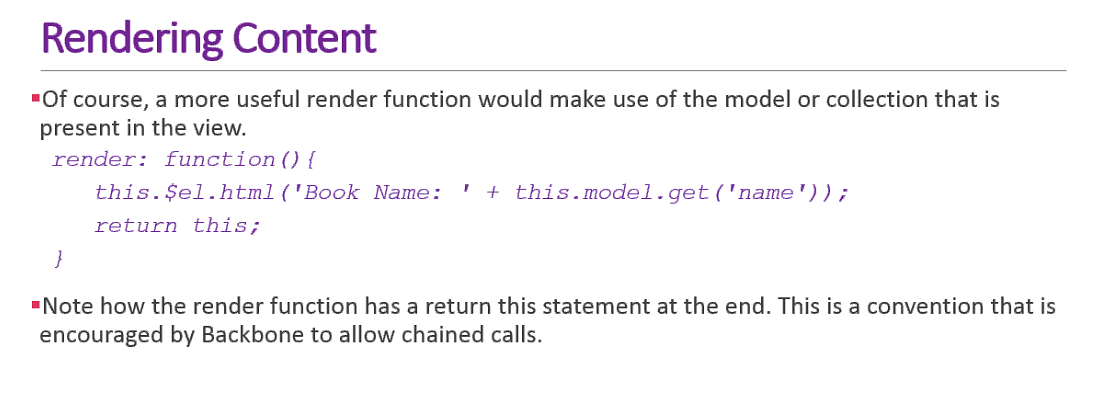 Rendering Content
▪Of course, a more useful render function would make use of the model or collection that is
present in the view.
render: function(){
this.$el.html('Book Name: ' + this.model.get('name'));
return this;
}
▪Note how the render function has a return this statement at the end. This is a convention that is
encouraged by Backbone to allow chained calls.